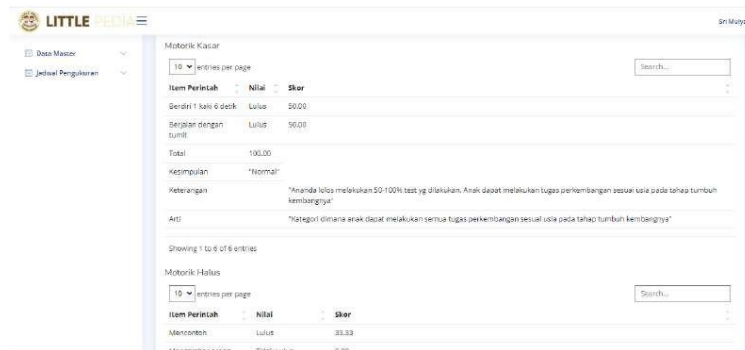 LITTLE PEDIA
Sri Mulya
Data Master
Jadwal Pengukuran
Motorik Kasar
10 entries per page
Search...
Item Perintah Nilai Skor
Berdiri 1 kaki 6 detik Lulus 50.00
Berjalan dengan Lulus 50.00
tumit
Total 100.00
Kesimpulan "Normal"
Keterangan "Ananda lolos melakukan 50-100% test yg dilakukan. Anak dapat melakukan tugas perkembangan sesuai usia pada tahap tumbuh
kembangnya"
Arti "Kategori dimana anak dapat melakukan semua tugas perkembangan sesuai usia pada tahap tumbuh kembangnya"
Showing 1 to 6 of 6 entries
Motorik Halus
10 entries per page
Search...
Item Perintah Nilai Skor
Mencontoh Lulus 33.33